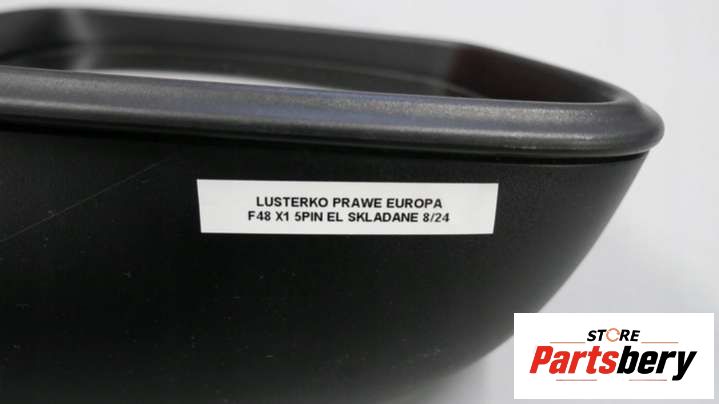 LUSTERKO PRAWE EUROPA
F48 X1 5PIN EL SKLADANE 8/24
STORE
Partsbery